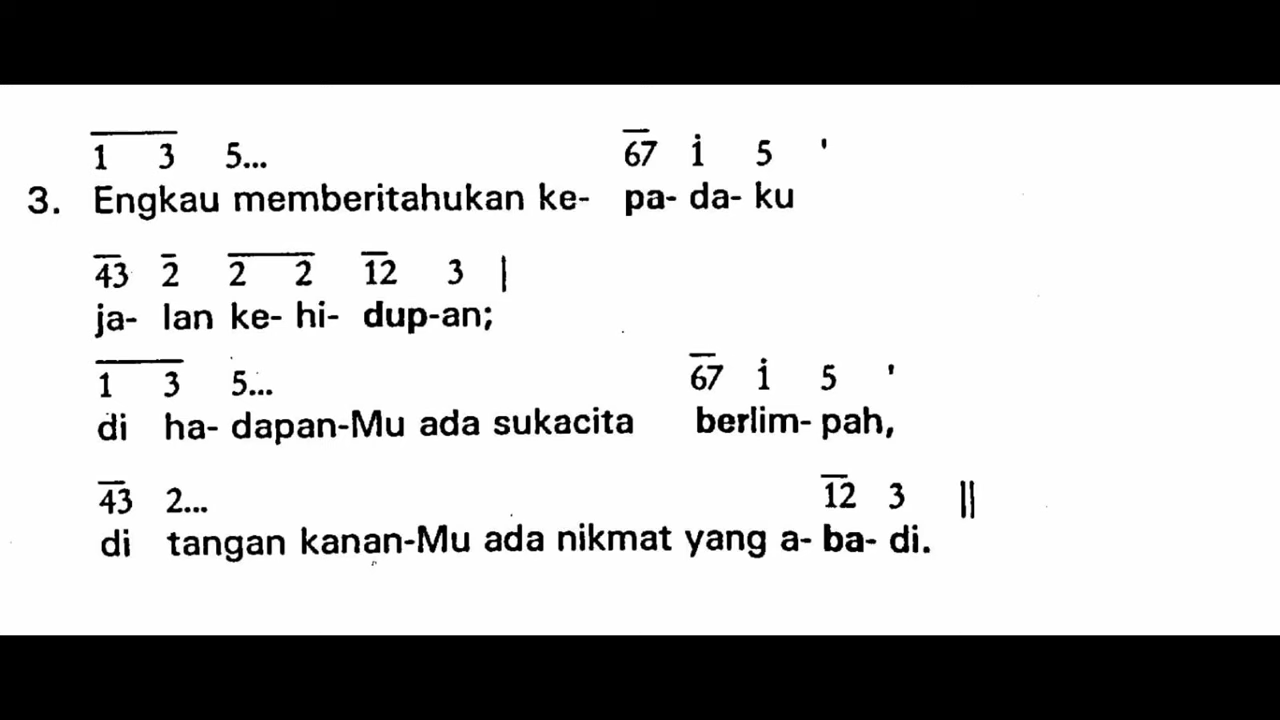 1 3 5... 67 i 5 '
3. Engkau memberitahukan ke- pa- da- ku
43 2 2 2 12 3 |
ja- lan ke- hi- dup-an;
1 3 5... 67 i 5 '
di ha- dapan-Mu ada sukacita berlim- pah,
43 2... 12 3 ||
di tangan kanan-Mu ada nikmat yang a- ba- di.